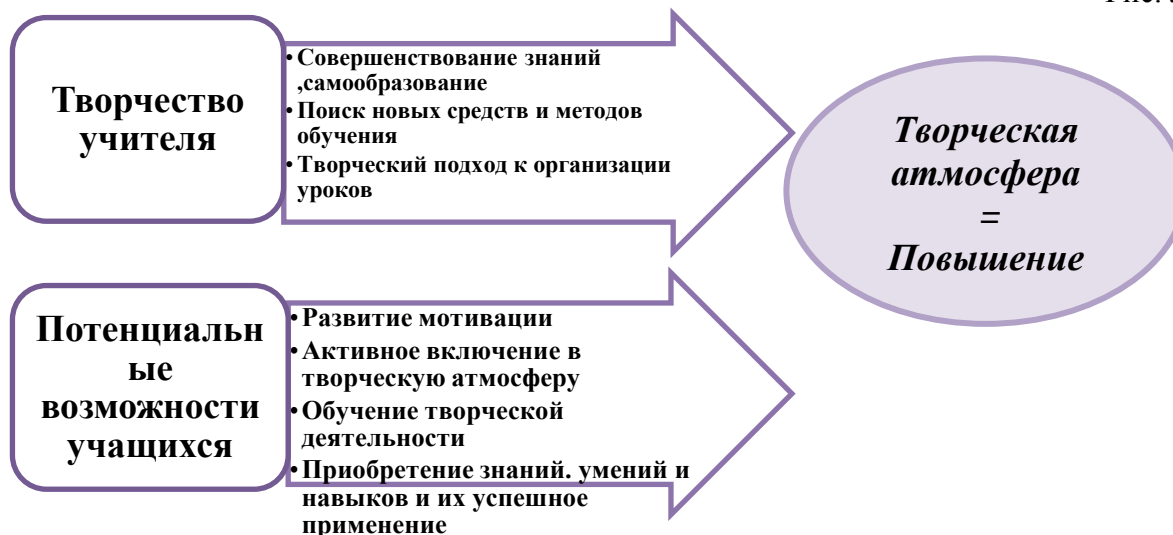 Творчество
учителя
• Совершенствование знаний
,самообразование
• Поиск новых средств и методов
обучения
• Творческий подход к организации
уроков
Творческая
атмосфера
=
Повышение
Потенциальн
ые
возможности
учащихся
• Развитие мотивации
• Активное включение в
творческую атмосферу
• Обучение творческой
деятельности
• Приобретение знаний. умений и
навыков и их успешное
применение